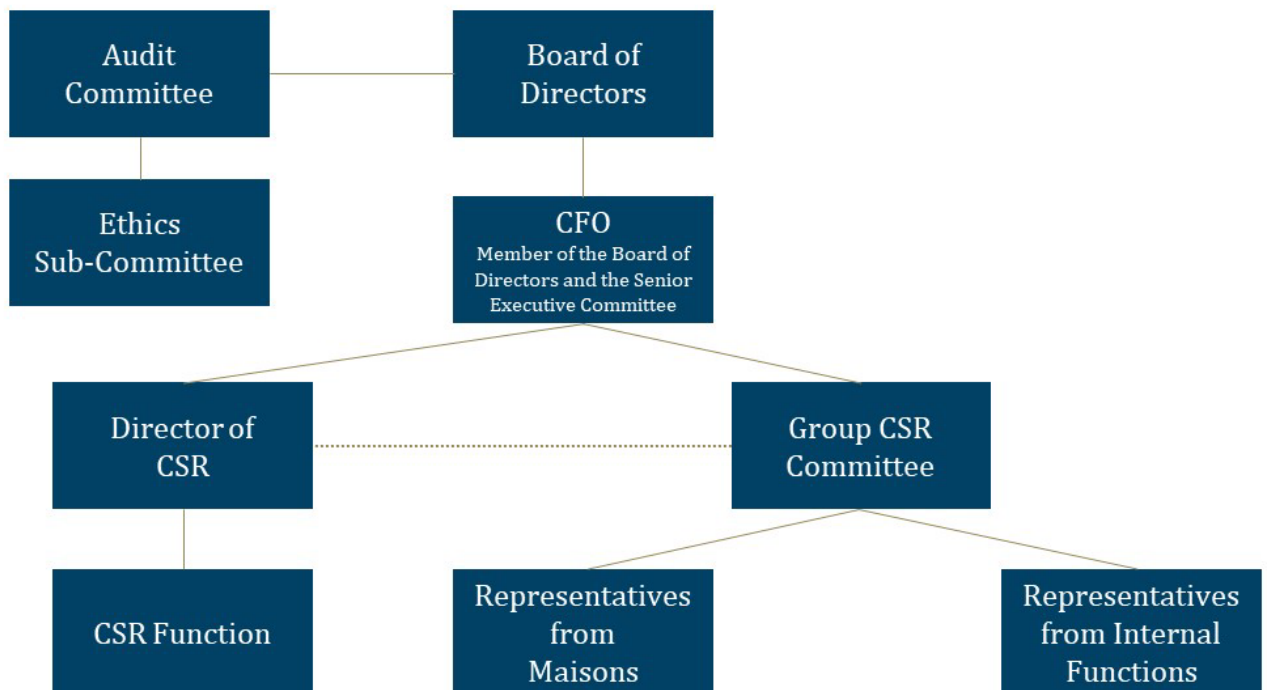 Audit
Committee
Board of
Directors
Ethics
Sub-Committee
CFO
Member of the Board of
Directors and the Senior
Executive Committee
Director of
CSR
Group CSR
Committee
CSR Function
Representatives
from
Maisons
Representatives
from Internal
Functions